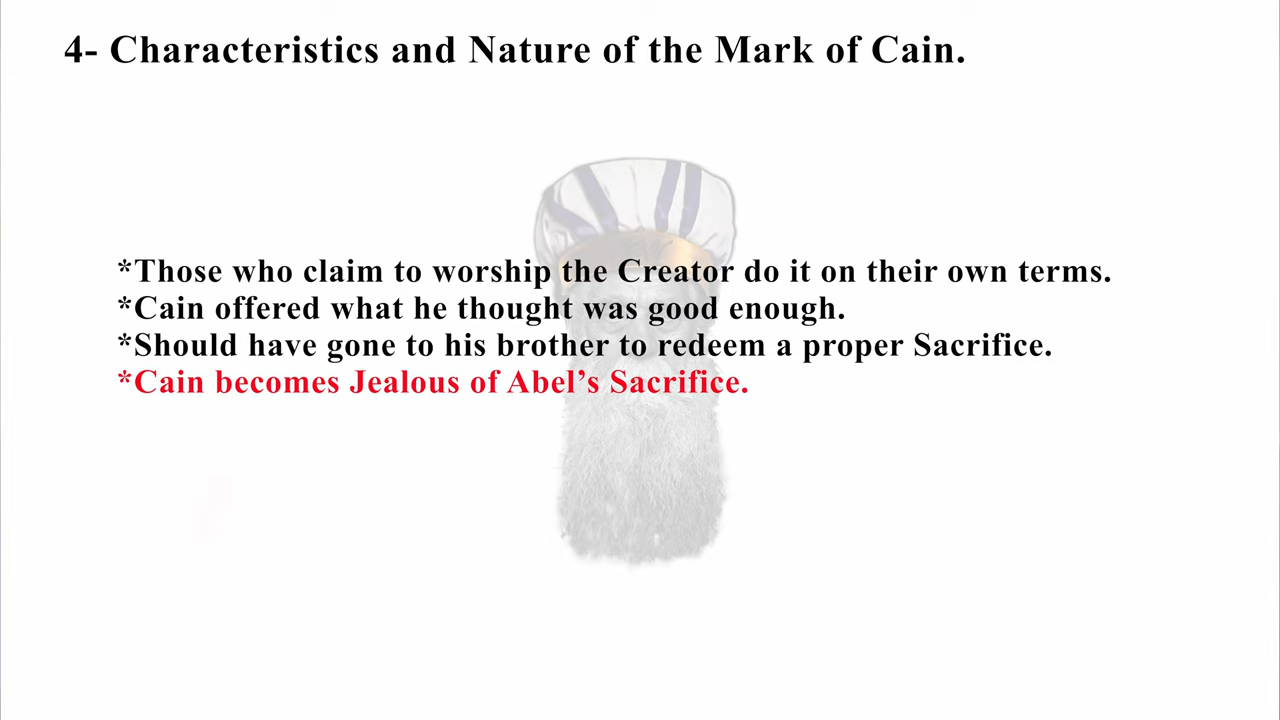 4- Characteristics and Nature of the Mark of Cain.
*Those who claim to worship the Creator do it on their own terms.
*Cain offered what he thought was good enough.
*Should have gone to his brother to redeem a proper Sacrifice.
*Cain becomes Jealous of Abel’s Sacrifice.